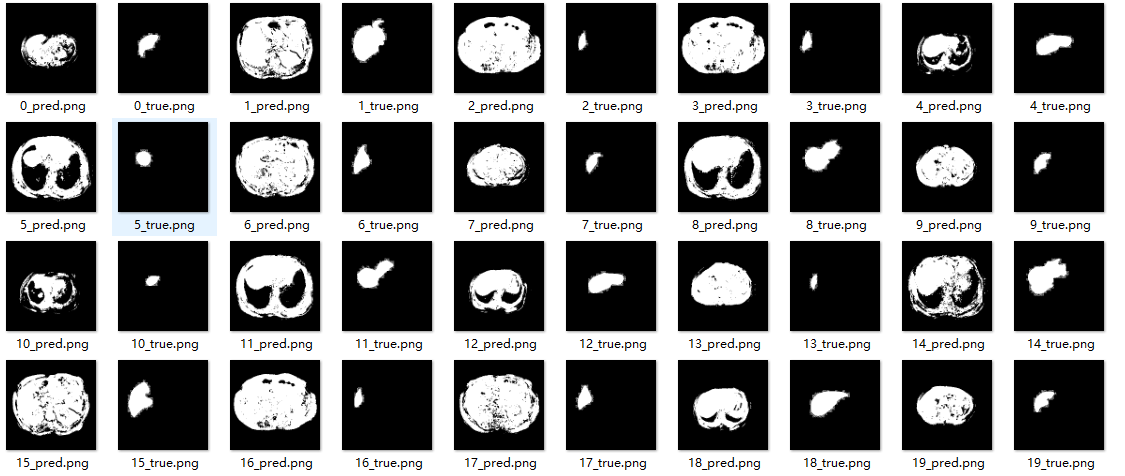 0_pred.png 0_true.png 1_pred.png 1_true.png 2_pred.png 2_true.png 3_pred.png 3_true.png 4_pred.png 4_true.png
5_pred.png 5_true.png 6_pred.png 6_true.png 7_pred.png 7_true.png 8_pred.png 8_true.png 9_pred.png 9_true.png
10_pred.png 10_true.png 11_pred.png 11_true.png 12_pred.png 12_true.png 13_pred.png 13_true.png 14_pred.png 14_true.png
15_pred.png 15_true.png 16_pred.png 16_true.png 17_pred.png 17_true.png 18_pred.png 18_true.png 19_pred.png 19_true.png